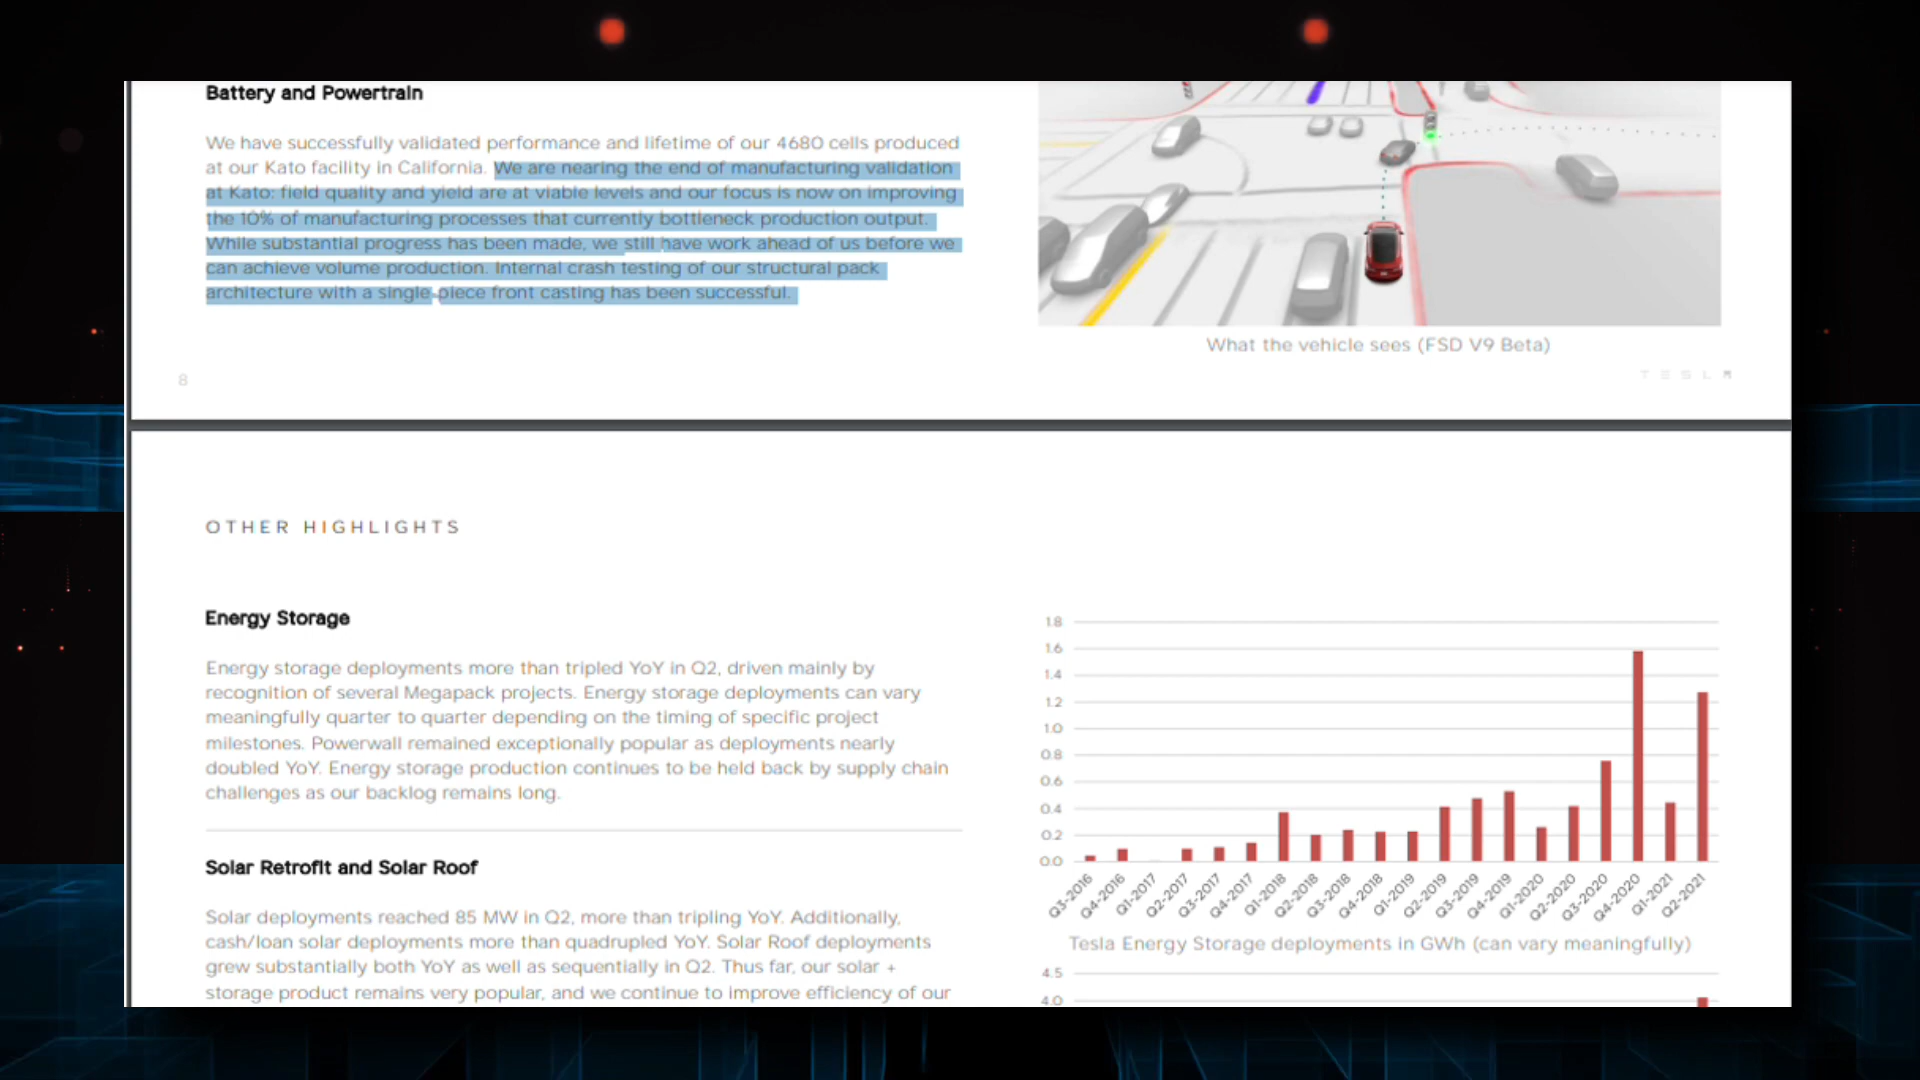 Battery and Powertrain
We have successfully validated performance and lifetime of our 4680 cells produced
at our Kato facility in California. We are nearing the end of manufacturing validation
at Kato: field quality and yield are at viable levels and our focus is now on improving
the 10% of manufacturing processes that currently bottleneck production output.
While substantial progress has been made, we still have work ahead of us before we
can achieve volume production. Internal crash testing of our structural pack
architecture with a single-piece front casting has been successful.
What the vehicle sees (FSD V9 Beta)
8
TESLA
OTHER HIGHLIGHTS
Energy Storage
Energy storage deployments more than tripled YoY in Q2, driven mainly by
recognition of several Megapack projects. Energy storage deployments can vary
meaningfully quarter to quarter depending on the timing of specific project
milestones. Powerwall remained exceptionally popular as deployments nearly
doubled YoY. Energy storage production continues to be held back by supply chain
challenges as our backlog remains long.
Solar Retrofit and Solar Roof
Solar deployments reached 85 MW in Q2, more than tripling YoY. Additionally,
cash/loan solar deployments more than quadrupled YoY. Solar Roof deployments
grew substantially both YoY as well as sequentially in Q2. Thus far, our solar +
storage product remains very popular, and we continue to improve efficiency of our
1.8
1.6
1.4
1.2
1.0
0.8
0.6
0.4
0.2
0.0
Q3-2016
Q4-2016
Q1-2017
Q2-2017
Q3-2017
Q4-2017
Q1-2018
Q2-2018
Q3-2018
Q4-2018
Q1-2019
Q2-2019
Q3-2019
Q4-2019
Q1-2020
Q2-2020
Q3-2020
Q4-2020
Q1-2021
Q2-2021
Tesla Energy Storage deployments in GWh (can vary meaningfully)
4.5
4.0